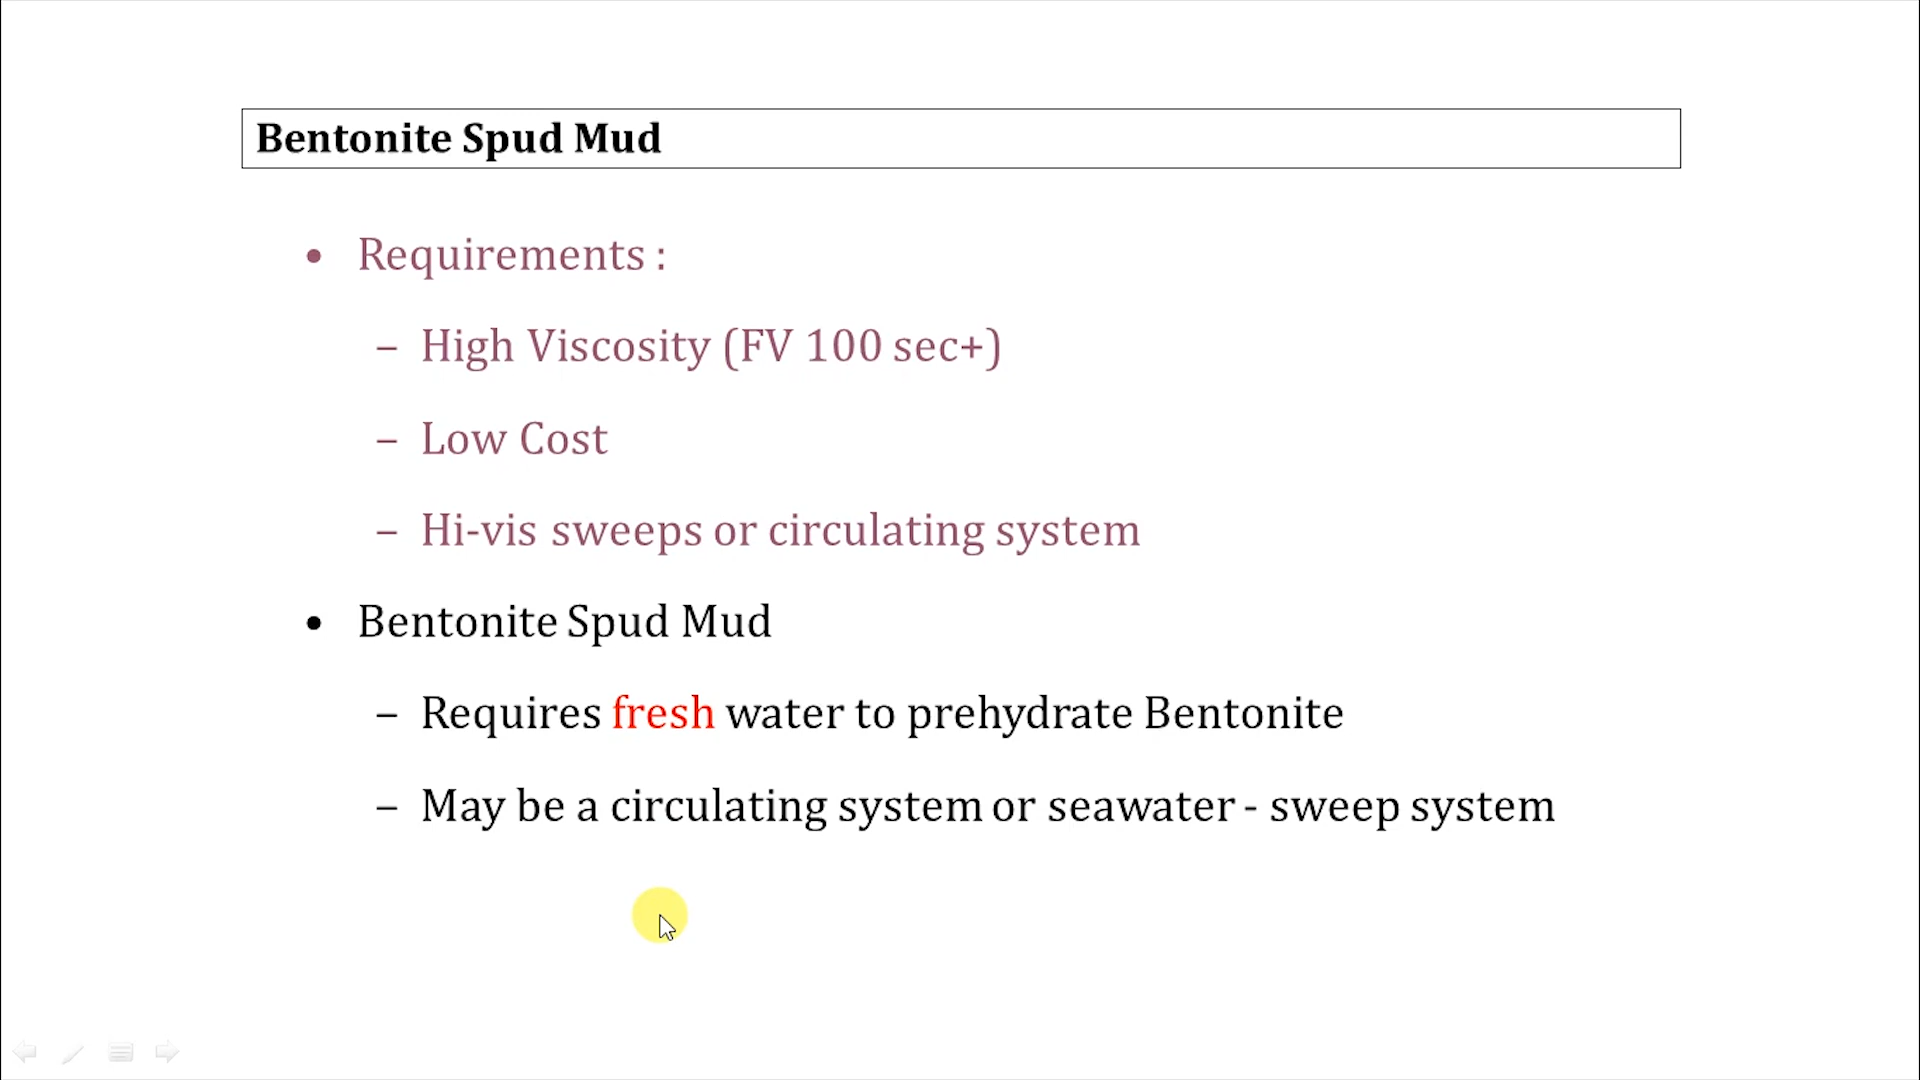 Bentonite Spud Mud
• Requirements :
– High Viscosity (FV 100 sec+)
– Low Cost
– Hi-vis sweeps or circulating system
• Bentonite Spud Mud
– Requires fresh water to prehydrate Bentonite
– May be a circulating system or seawater - sweep system